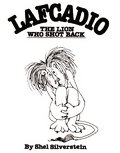 LAFCADIO
THE LION
WHO SHOT BACK
By Shel Silverstein